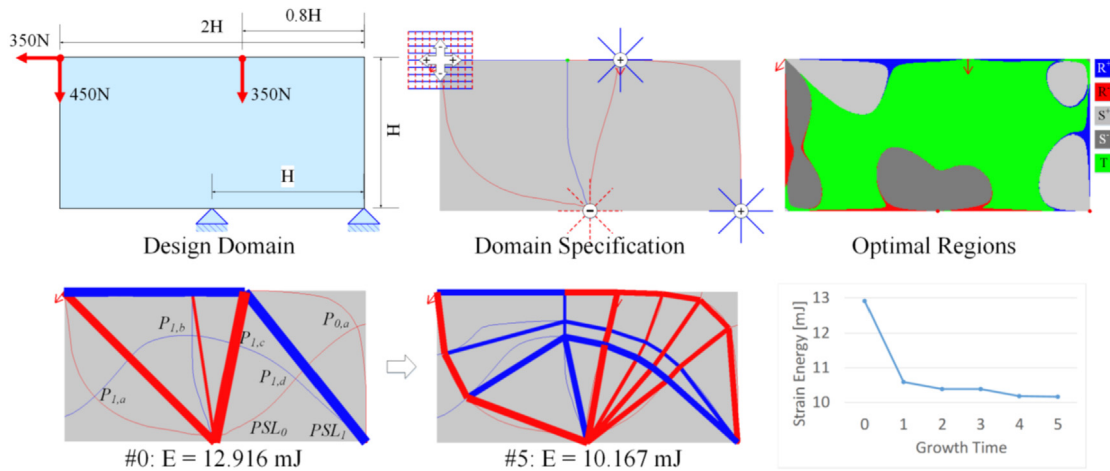 0.8H
2H
350N
450N
350N
H
H
Design Domain
Domain Specification
R+
R-
S+
S-
T
Optimal Regions
P1,b
P0,a
P1,c
P1,a
P1,d
PSL0
PSL1
#0: E = 12.916 mJ
#5: E = 10.167 mJ
Strain Energy [mJ]
13
12
11
10
0 1 2 3 4 5
Growth Time